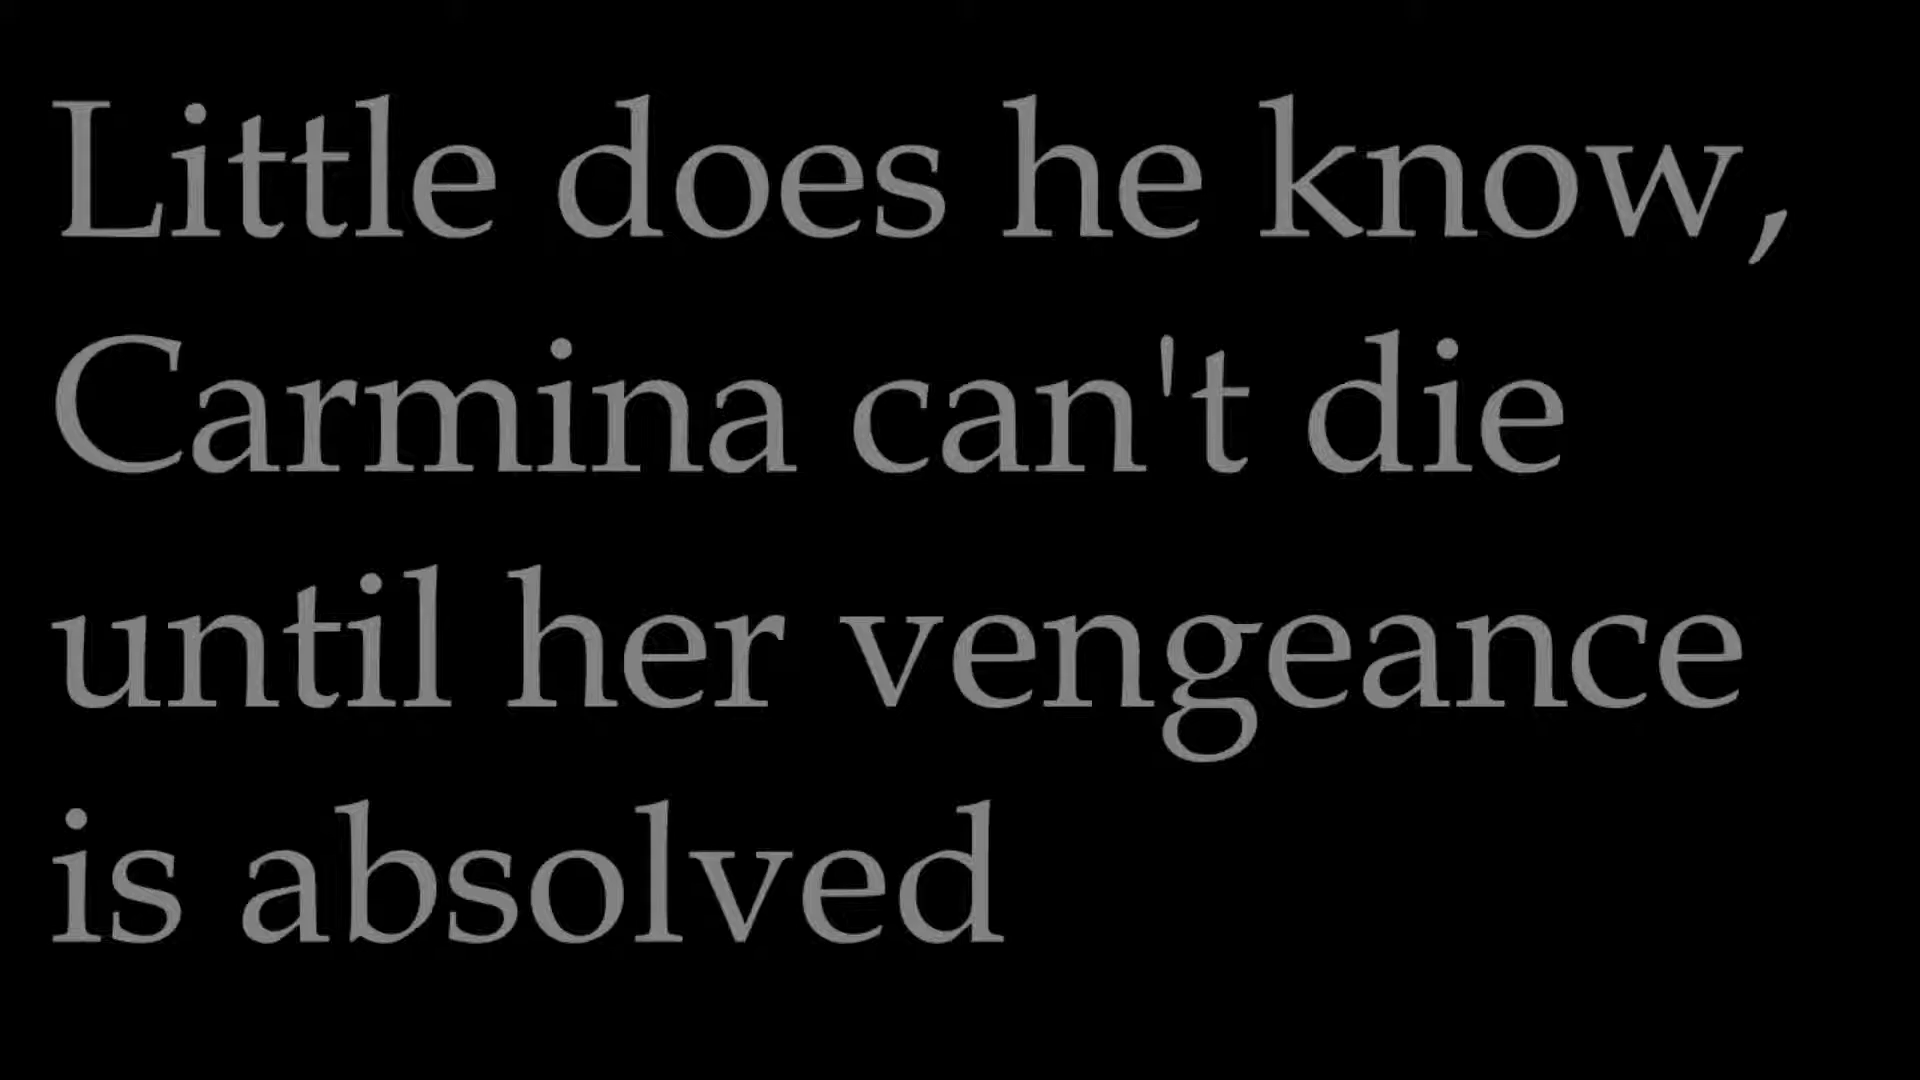 Little does he know,
Carmina can't die
until her vengeance
is absolved